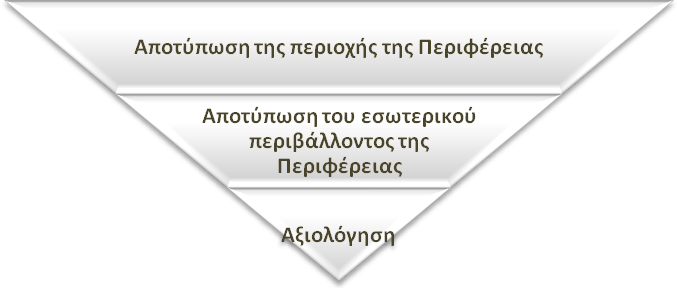 Αποτύπωση της περιοχής της Περιφέρειας
Αποτύπωση του εσωτερικού
περιβάλλοντος της
Περιφέρειας
Αξιολόγηση